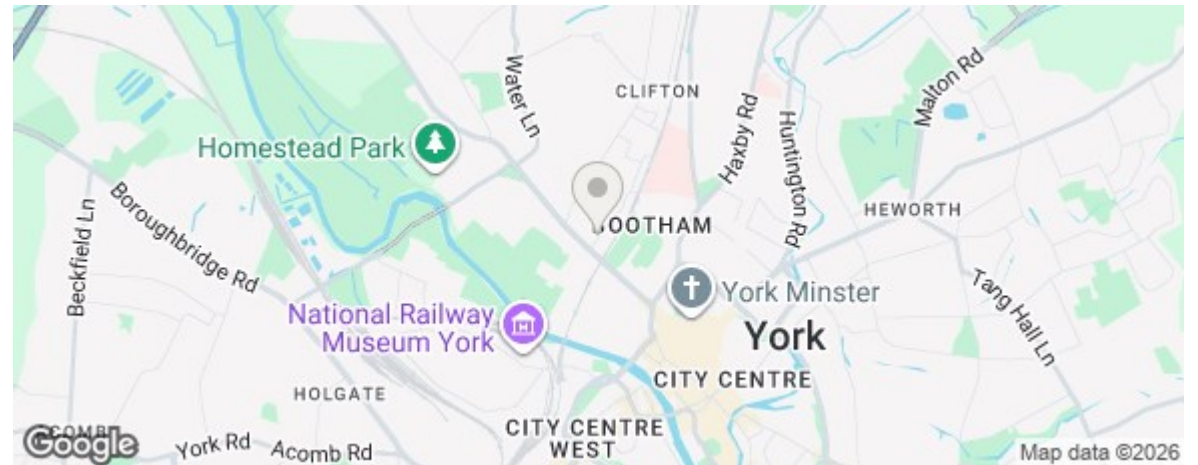 CLIFTON
Water Ln
Haxby Rd
Huntington Rd
Malton Rd
Homestead Park
Boroughbridge Rd
Beckfield Ln
OOTHAM
HEWORTH
Tang Hall Ln
York Minster
National Railway
Museum York
York
HOLGATE
CITY CENTRE
CITY CENTRE
WEST
York Rd
Acomb Rd
Google
Map data ©2026